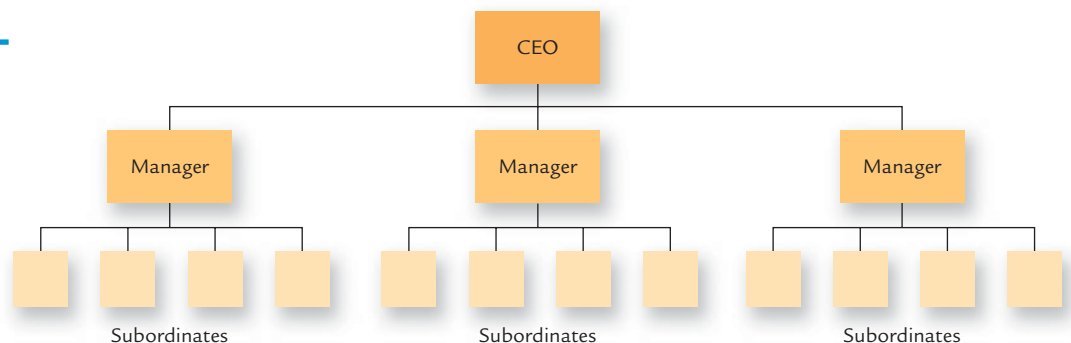 CEO
Manager
Manager
Manager
Subordinates
Subordinates
Subordinates